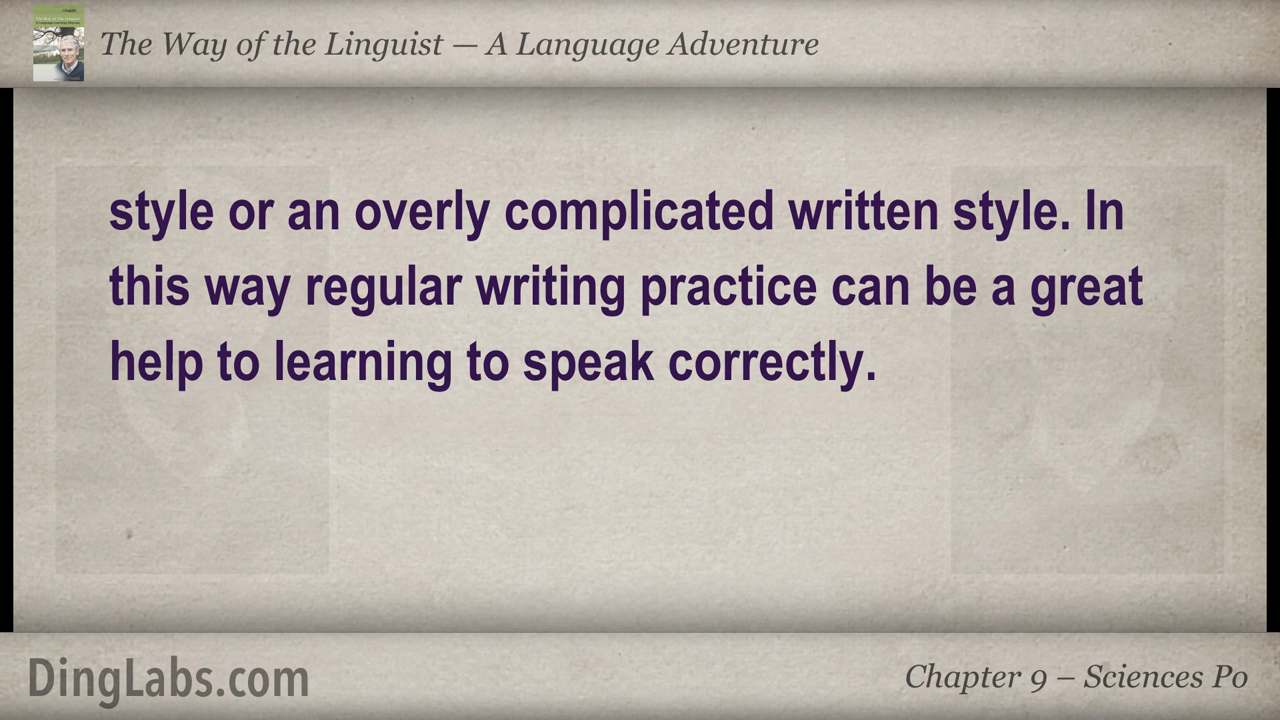 The Way of the Linguist — A Language Adventure
style or an overly complicated written style. In
this way regular writing practice can be a great
help to learning to speak correctly.
DingLabs.com
Chapter 9 – Sciences Po